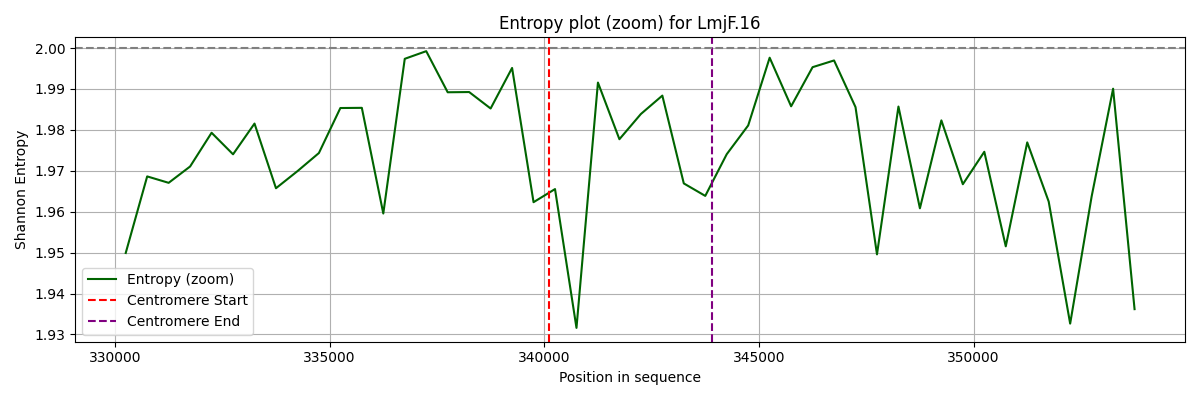 Entropy plot (zoom) for LmjF.16
Shannon Entropy
2.00
1.99
1.98
1.97
1.96
1.95
1.94
1.93
Entropy (zoom)
Centromere Start
Centromere End
330000 335000 340000 345000 350000
Position in sequence